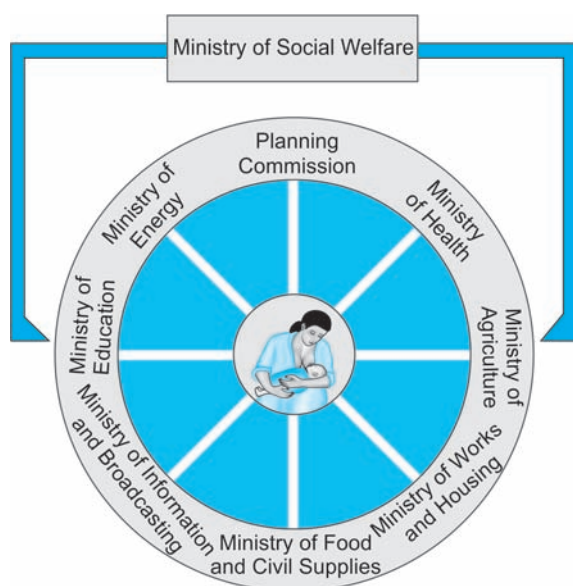 Ministry of Social Welfare
Planning
Commission
Ministry
of Health
Ministry of
Agriculture
Ministry of Works
and Housing
Ministry of Food
and Civil Supplies
Ministry of Information
and Broadcasting
Ministry of
Education
Ministry of
Energy